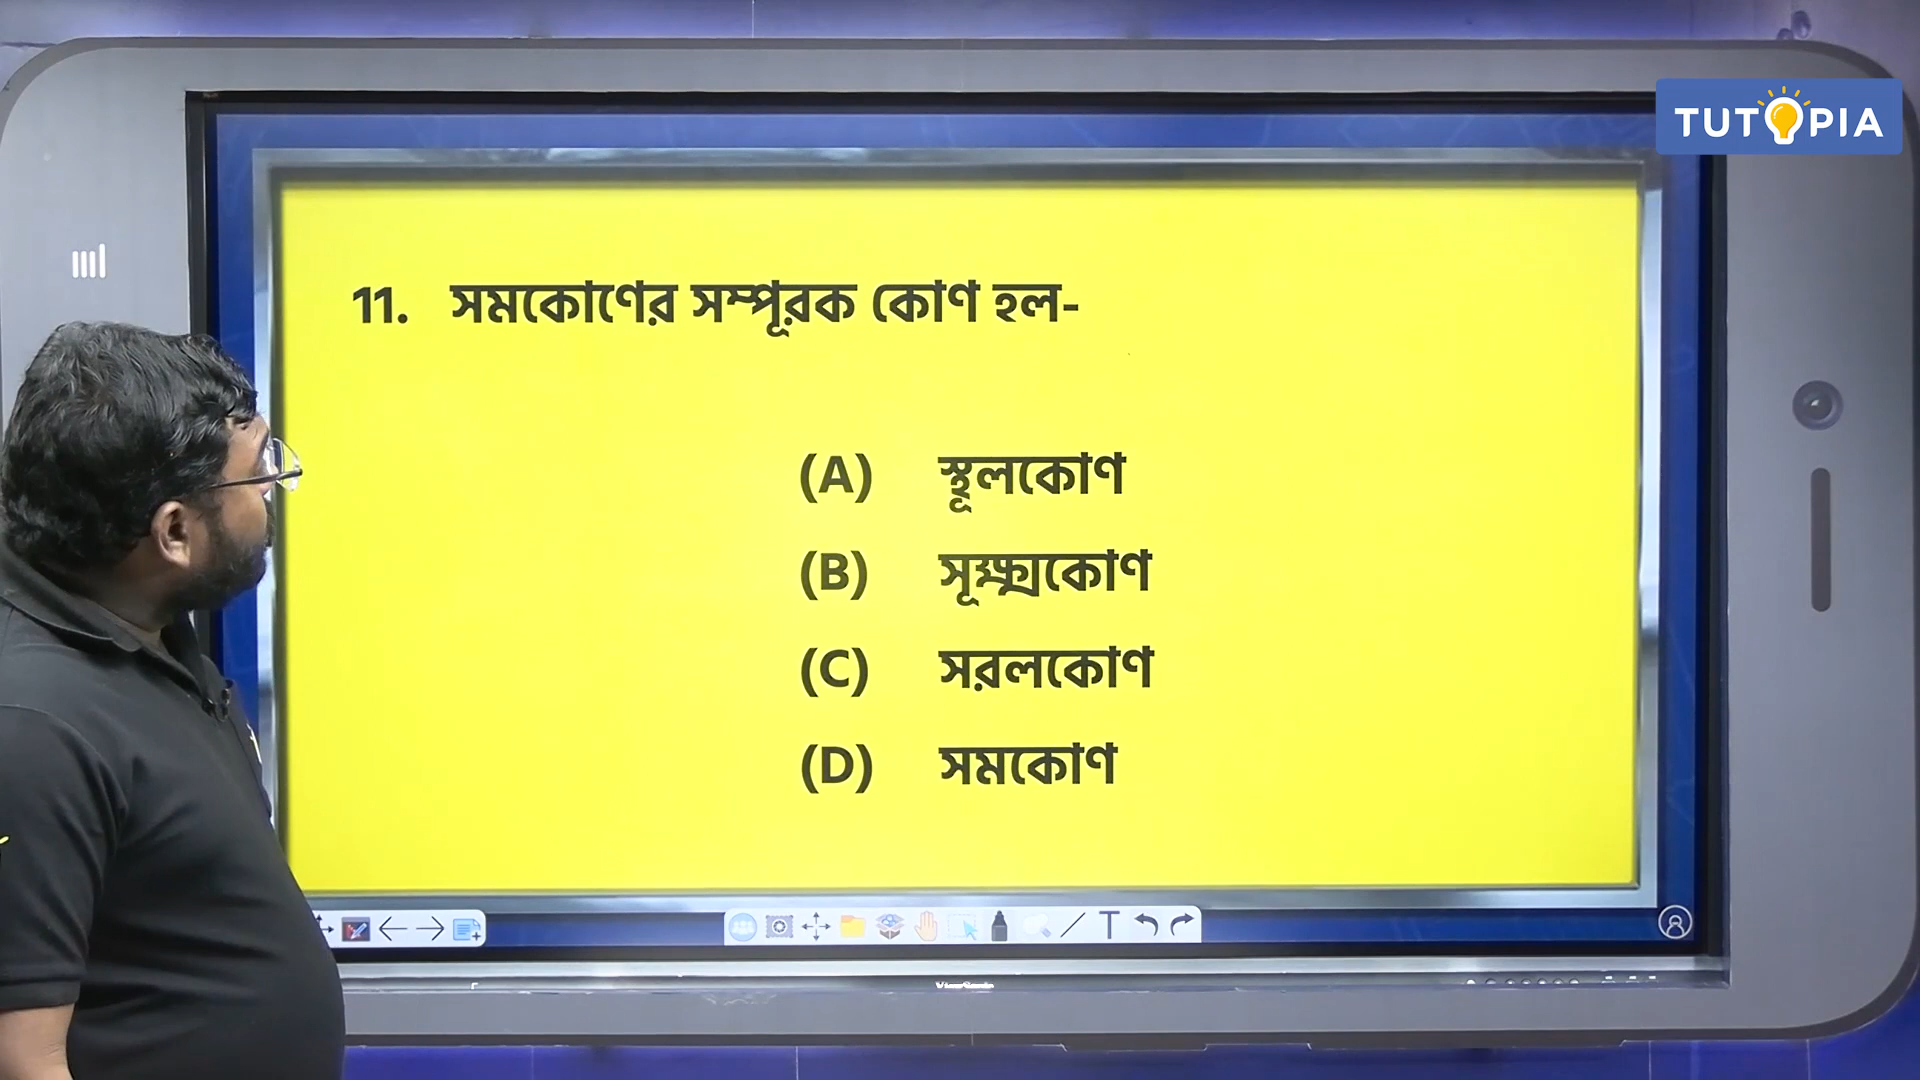 TUTOPIA
11. সমকোণের সম্পূরক কোণ হল-
(A) স্থূলকোণ
(B) সূক্ষ্মকোণ
(C) সরলকোণ
(D) সমকোণ